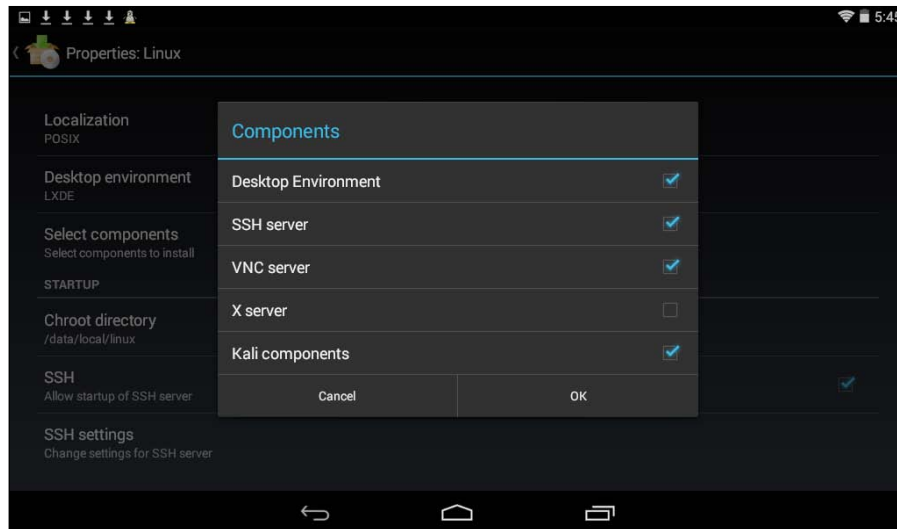 5:45
Properties: Linux
Localization
POSIX
Desktop environment
LXDE
Select components
Select components to install
STARTUP
Chroot directory
/data/local/linux
SSH
Allow startup of SSH server
SSH settings
Change settings for SSH server
Components
Desktop Environment
SSH server
VNC server
X server
Kali components
Cancel
OK